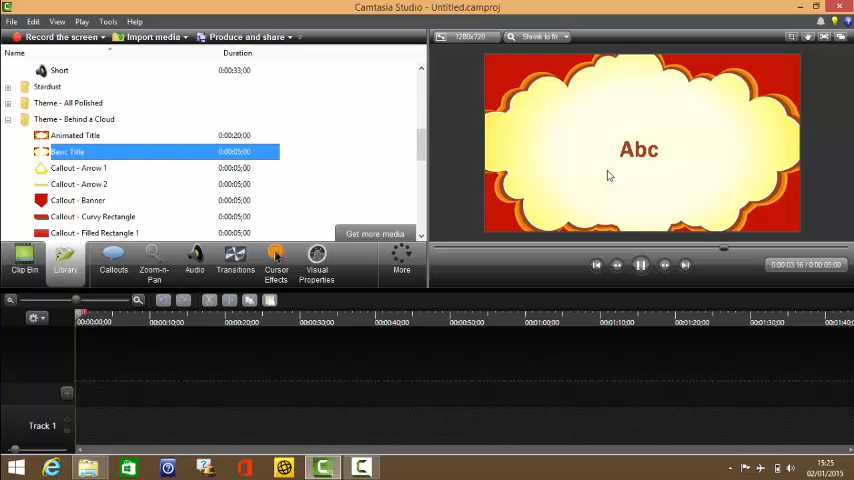 Camtasia Studio - Untitled.camproj
File Edit View Play Tools Help
Record the screen Import media Produce and share
1280x720 Shrink to fit
Name Duration
Short 0:00:33;00
Stardust
Theme - All Polished
Theme - Behind a Cloud
Animated Title 0:00:20;00
Basic Title 0:00:05;00
Callout - Arrow 1 0:00:05;00
Callout - Arrow 2 0:00:05;00
Callout - Banner 0:00:05;00
Callout - Curvy Rectangle 0:00:05;00
Callout - Filled Rectangle 1 0:00:05;00
Get more media
Abc
Clip Bin Library Callouts Zoom-n-Pan Audio Transitions Cursor Effects Visual Properties More
0:00:03;16 / 0:00:05;00
00:00:00;00 00:00:10;00 00:00:20;00 00:00:30;00 00:00:40;00 00:00:50;00 00:01:00;00 00:01:10;00 00:01:20;00 00:01:30;00 00:01:40;0
Track 1
15:25
02/01/2015